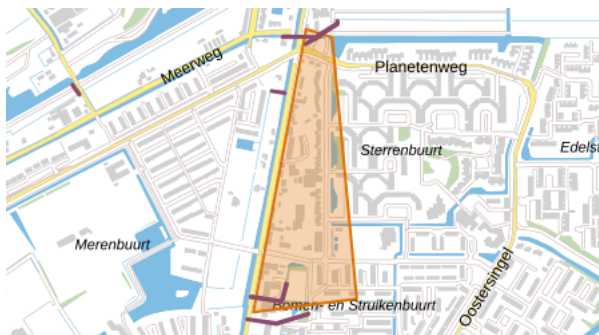 Meerweg
Planetenweg
Sterrenbuurt
Edelst
Merenbuurt
Oostersingel
Bomen- en Struikenbuurt